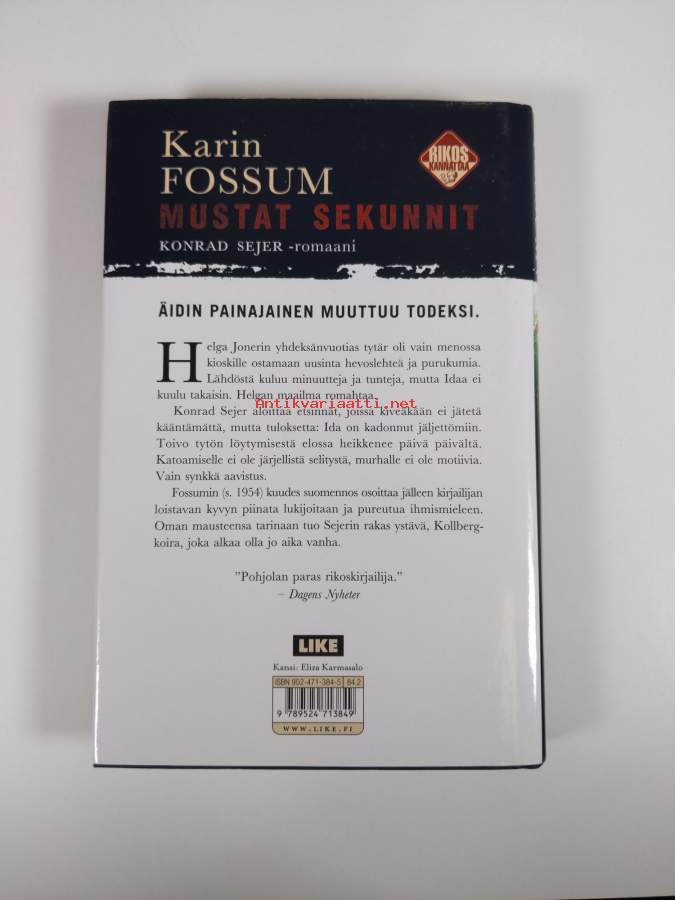 Karin
FOSSUM
RIKOS
KANNATTAA
MUSTAT SEKUNNIT
KONRAD SEJER -romaani
ÄIDIN PAINAJAINEN MUUTTUU TODEKSI.
Helga Jonerin yhdeksänvuotias tytär oli vain menossa
kioskille ostamaan uusinta hevoslehteä ja purukumia.
Lähdöstä kuluu minuutteja ja tunteja, mutta Idaa ei
kuulu takaisin. Helgan maailma romahtaa.
Antikvariaatti.net
Konrad Sejer aloittaa etsinnät, joissa kiveäkään ei jätetä
kääntämättä, mutta tuloksetta: Ida on kadonnut jäljettömiin.
Toivo tytön löytymisestä elossa heikkenee päivä päivältä.
Katoamiselle ei ole järjellistä selitystä, murhalle ei ole motiivia.
Vain synkkä aavistus.
Fossumin (s. 1954) kuudes suomennos osoittaa jälleen kirjailijan
loistavan kyvyn piinata lukijoitaan ja pureutua ihmismieleen.
Oman mausteensa tarinaan tuo Sejerin rakas ystävä, Kollberg-
koira, joka alkaa olla jo aika vanha.
"Pohjolan paras rikoskirjailija."
– Dagens Nyheter
LIKE
Kansi: Eliza Karmasalo
ISBN 952-471-384-5 84.2
9 789524 713849
WWW.LIKE.FI